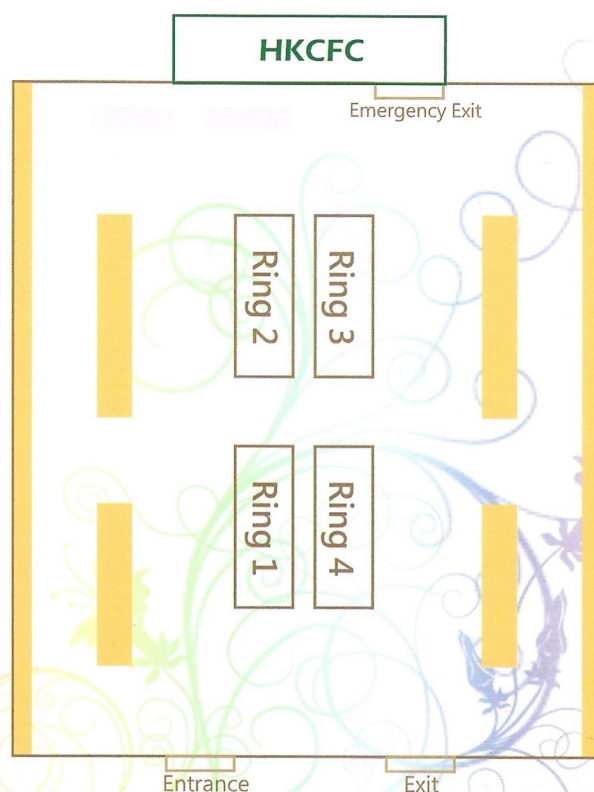 HKCFC
Emergency Exit
Ring 2
Ring 3
Ring 1
Ring 4
Entrance
Exit